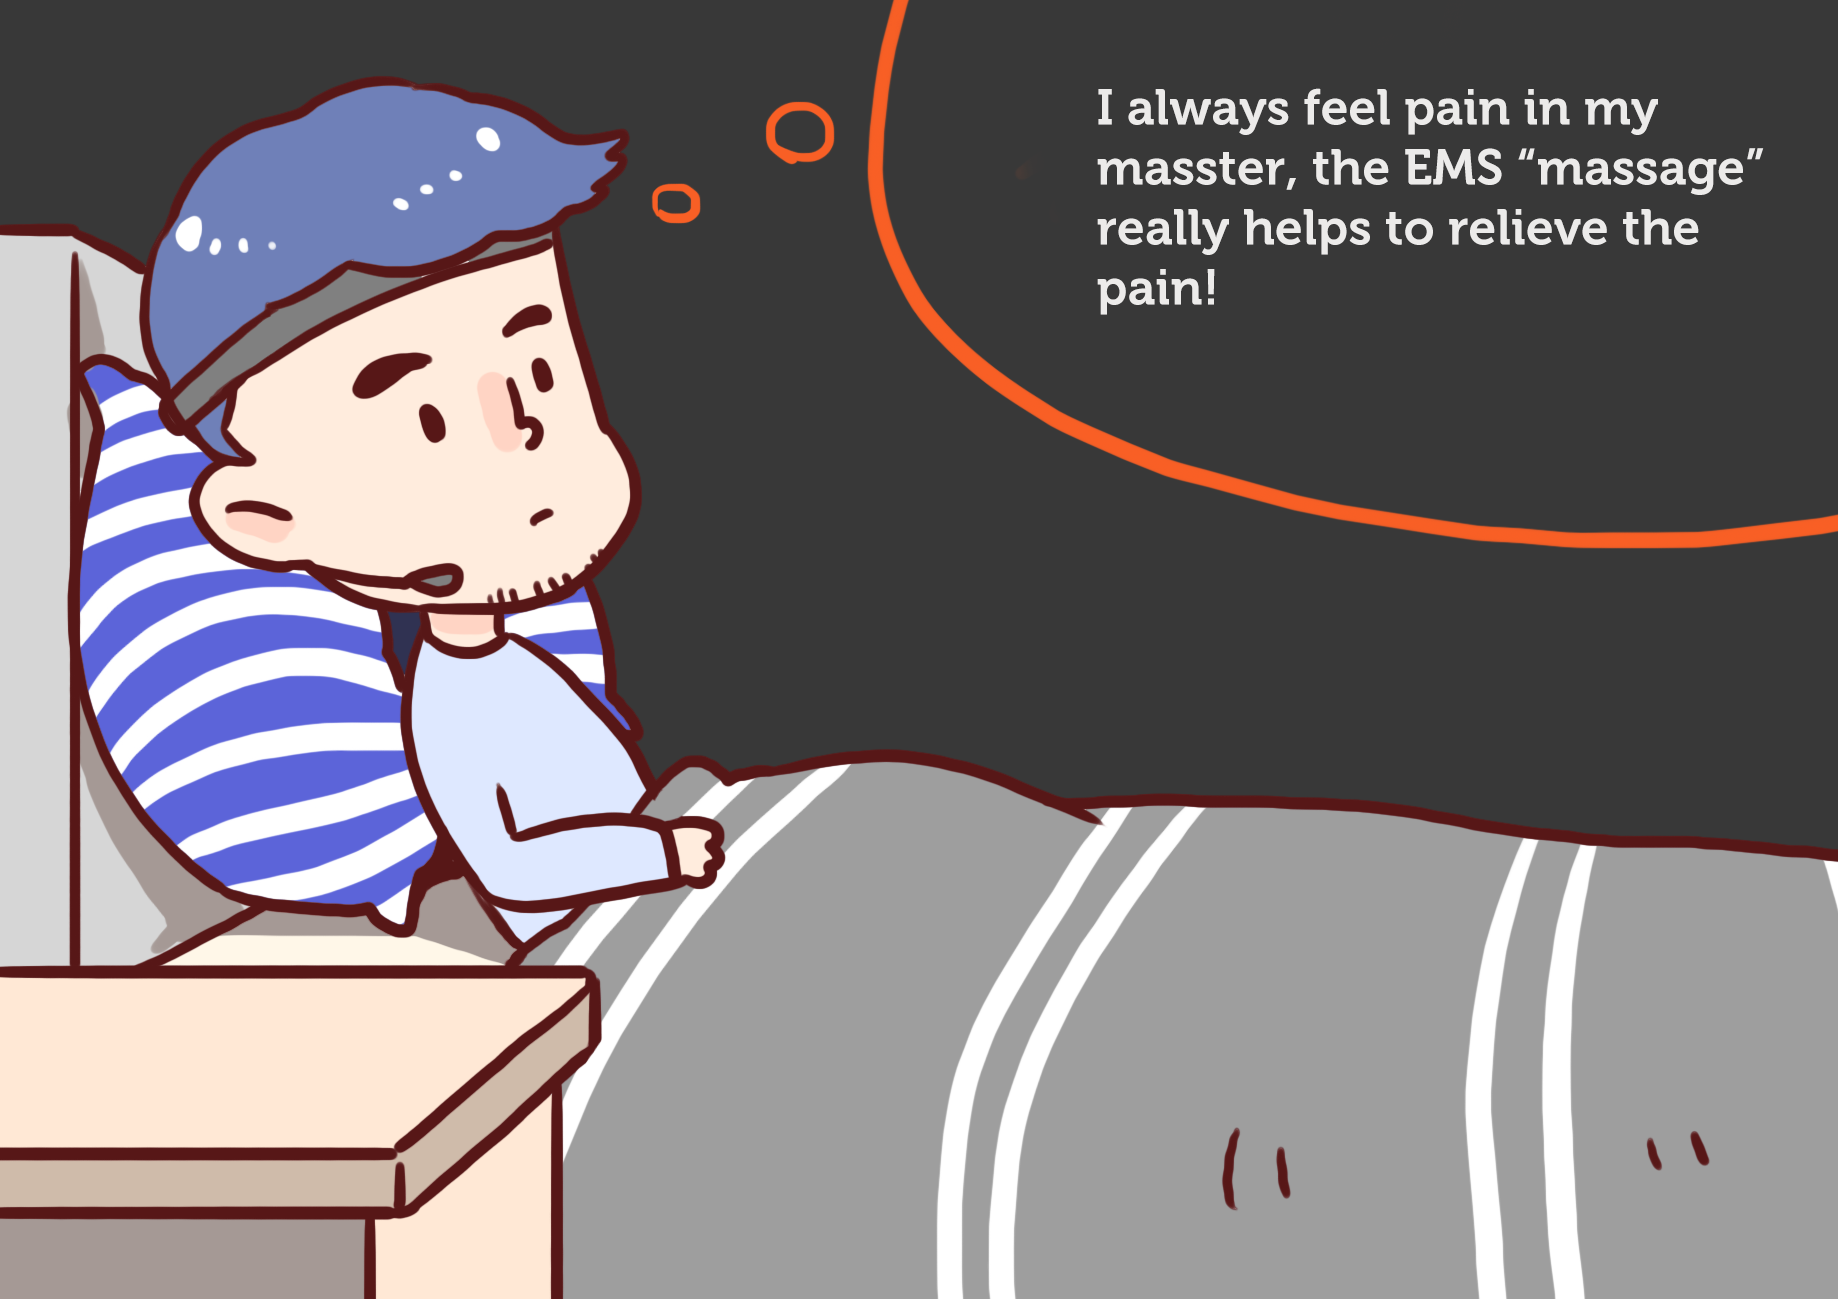 I always feel pain in my
masster, the EMS “massage”
really helps to relieve the
pain!